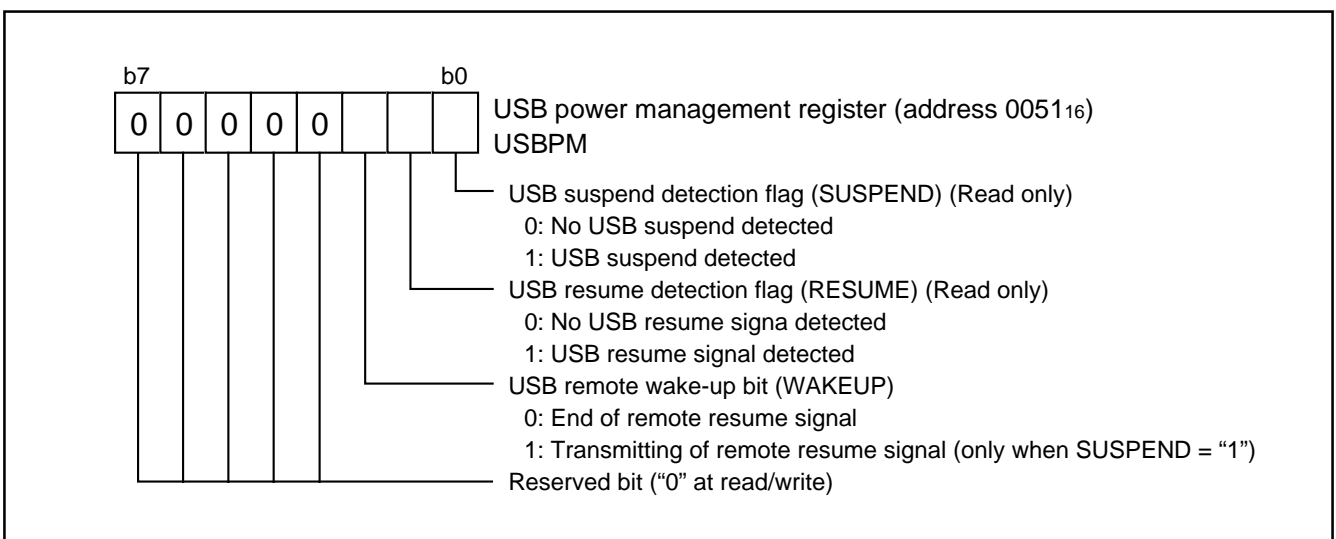 b7 b0
0 0 0 0 0
USB power management register (address 0051₁₆)
USBPM
USB suspend detection flag (SUSPEND) (Read only)
0: No USB suspend detected
1: USB suspend detected
USB resume detection flag (RESUME) (Read only)
0: No USB resume signa detected
1: USB resume signal detected
USB remote wake-up bit (WAKEUP)
0: End of remote resume signal
1: Transmitting of remote resume signal (only when SUSPEND = “1”)
Reserved bit (“0” at read/write)